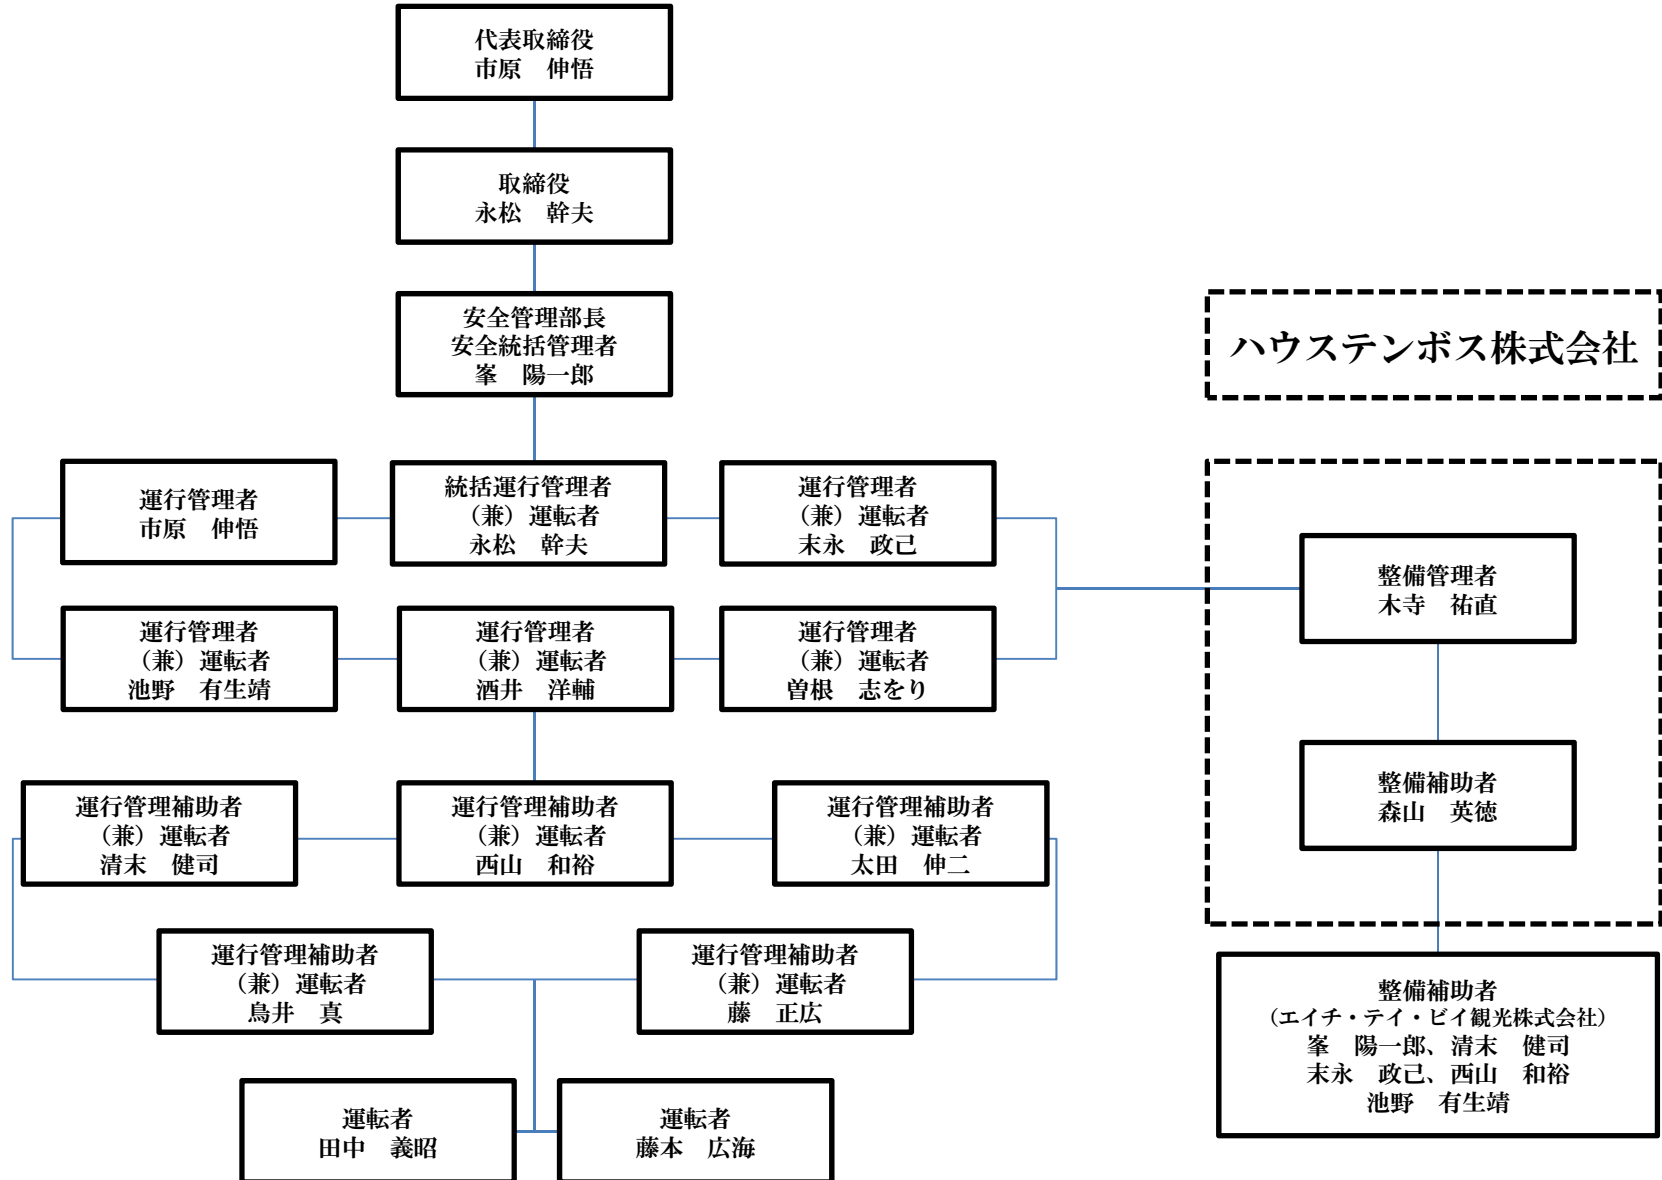 代表取締役
市原　伸悟
取締役
永松　幹夫
安全管理部長
安全統括管理者
峯　陽一郎
ハウステンボス株式会社
運行管理者
市原　伸悟
統括運行管理者
（兼）運転者
永松　幹夫
運行管理者
（兼）運転者
末永　政己
整備管理者
木寺　祐直
運行管理者
（兼）運転者
池野　有生靖
運行管理者
（兼）運転者
酒井　洋輔
運行管理者
（兼）運転者
曽根　志をり
整備補助者
森山　英徳
運行管理補助者
（兼）運転者
清末　健司
運行管理補助者
（兼）運転者
西山　和裕
運行管理補助者
（兼）運転者
太田　伸二
運行管理補助者
（兼）運転者
鳥井　真
運行管理補助者
（兼）運転者
藤　正広
整備補助者
（エイチ・テイ・ビイ観光株式会社）
峯　陽一郎、清末　健司
末永　政己、西山　和裕
池野　有生靖
運転者
田中　義昭
運転者
藤本　広海